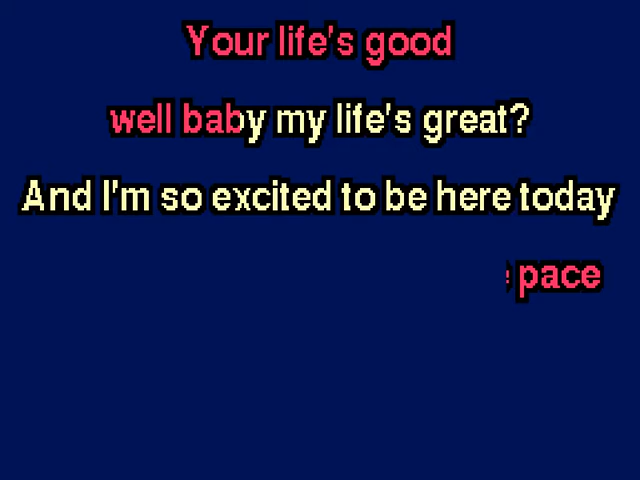 Your life's good
well baby my life's great?
And I'm so excited to be here today
pace